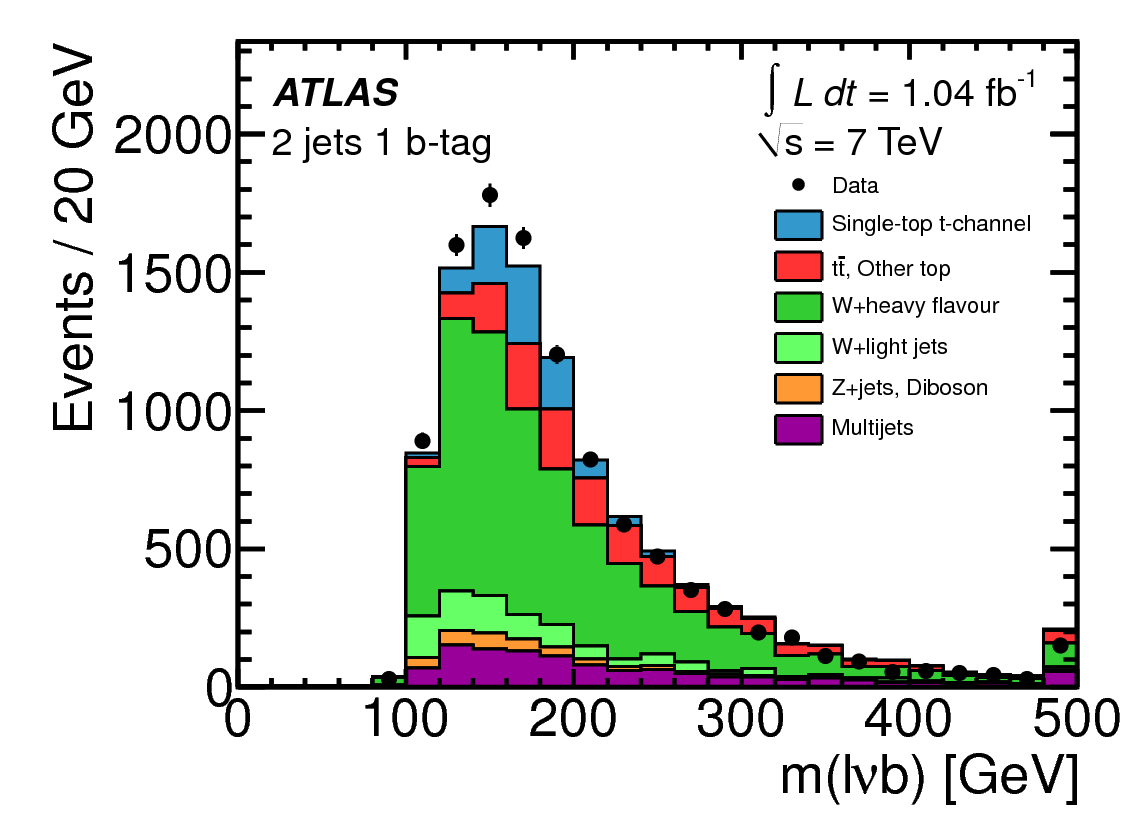 Events / 20 GeV
ATLAS
2 jets 1 b-tag
∫ L dt = 1.04 fb⁻¹
√s = 7 TeV
Data
Single-top t-channel
tt̄, Other top
W+heavy flavour
W+light jets
Z+jets, Diboson
Multijets
2000
1500
1000
500
0
0 100 200 300 400 500
m(lνb) [GeV]